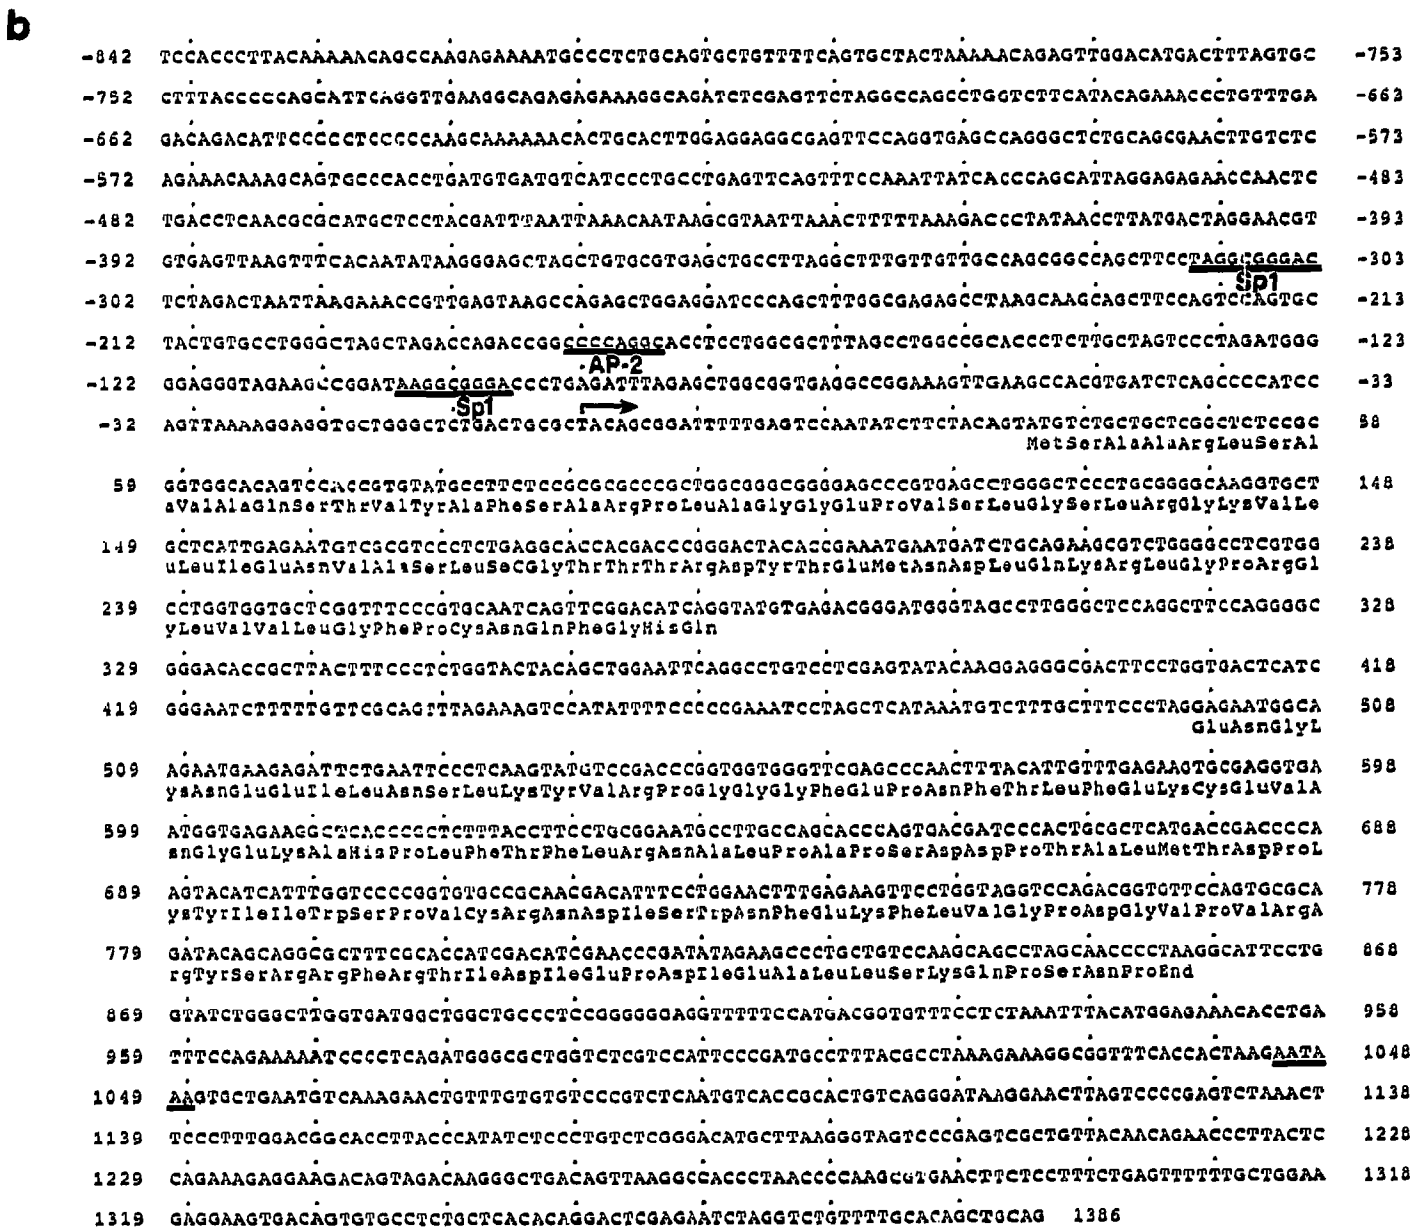 b
-842 TCCACCCTTACAAAAACAGCCAAGAGAAAATGCCCTCTGCAGTGCTGTTTTCAGTGCTACTAAAAACAGAGTTGGACATGACTTTAGTGC -753
-752 CTTTACCCCCAGCATTCAGGTTGAAGGCAGAGAGAAAGGCAGATCTCGAGTTCTAGGCCAGCCTGGTCTTCATACAGAAACCCTGTTTGA -663
-662 GACAGACATTCCCCCTCCCCCAAGCAAAAAACACTGCACTTGGAGGAGGCGAGTTCCAGGTGAGCCAGGGCTCTGCAGCGAACTTGTCTC -573
-572 AGAAACAAAGCAGTGCCCACCTGATGTGATGTCATCCCTGCCTGAGTTCAGTTTCCAAATTATCACCCAGCATTAGGAGAGAACCAACTC -483
-482 TGACCTCAACGCGCATGCTCCTACGATTTAATTAAACAATAAGCGTAATTAAACTTTTTAAAGACCCTATAACCTTATGACTAGGAACGT -393
-392 GTGAGTTAAGTTTCACAATATAAGGGAGCTAGCTGTGCGTGAGCTGCCTTAGGCTTTGTTGTTGCCAGCGGCCAGCTTCCTAGGCGGGAC -303
Sp1
-302 TCTAGACTAATTAAGAAACCGTTGAGTAAGCCAGAGCTGGAGGATCCCAGCTTTGGCGAGAGCCTAAGCAAGCAGCTTCCAGTCCAGTGC -213
-212 TACTGTGCCTGGGCTAGCTAGACCAGACCGGCCCCAGGCACCTCCTGGCGCTTTAGCCTGGCCGCACCCTCTTGCTAGTCCCTAGATGGG -123
AP-2
-122 GGAGGGTAGAAGCCGGATAAGGCGGGACCCTGAGATTTAGAGCTGGCGGTGAGGCCGGAAAGTTGAAGCCACGTGATCTCAGCCCCATCC -33
Sp1
-32 AGTTAAAAGGAGGTGCTGGGCTCTGACTGCGCTACAGCGGATTTTTGAGTCCAATATCTTCTACAGTATGTCTGCTGCTCGGCTCTCCGC 58
MetSerAlaAlaArgLeuSerAl
59 GGTGGCACAGTCCACCGTGTATGCCTTCTCCGCGCGCCCGCTGGCGGGCGGGGAGCCCGTGAGCCTGGGCTCCCTGCGGGGCAAGGTGCT 148
aValAlaGlnSerThrValTyrAlaPheSerAlaArgProLeuAlaGlyGlyGluProValSerLeuGlySerLeuArgGlyLysValLe
149 GCTCATTGAGAATGTCGCGTCCCTCTGAGGCACCACGACCCGGGACTACACCGAAATGAATGATCTGCAGAAGCGTCTGGGGCCTCGTGG 238
uLeuIleGluAsnValAlaSerLeuSeCGlyThrThrThrArgAspTyrThrGluMetAsnAspLeuGlnLysArgLeuGlyProArgGl
239 CCTGGTGGTGCTCGGTTTCCCGTGCAATCAGTTCGGACATCAGGTATGTGAGACGGGATGGGTAGCCTTGGGCTCCAGGCTTCCAGGGGC 328
yLeuValValLeuGlyPheProCysAsnGlnPheGlyHisGln
329 GGGACACCGCTTACTTTCCCTCTGGTACTACAGCTGGAATTCAGGCCTGTCCTCGAGTATACAAGGAGGGCGACTTCCTGGTGACTCATC 418
419 GGGAATCTTTTTGTTCGCAGTTTAGAAAGTCCATATTTTCCCCCGAAATCCTAGCTCATAAATGTCTTTGCTTTCCCTAGGAGAATGGCA 508
GluAsnGlyL
509 AGAATGAAGAGATTCTGAATTCCCTCAAGTATGTCCGACCCGGTGGTGGGTTCGAGCCCAACTTTACATTGTTTGAGAAGTGCGAGGTGA 598
ysAsnGluGluIleLeuAsnSerLeuLysTyrValArgProGlyGlyGlyPheGluProAsnPheThrLeuPheGluLysCysGluValA
599 ATGGTGAGAAGGCTCACCCGCTCTTTACCTTCCTGCGGAATGCCTTGCCAGCACCCAGTGACGATCCCACTGCGCTCATGACCGACCCCA 688
snGlyGluLysAlaHisProLeuPheThrPheLeuArgAsnAlaLeuProAlaProSerAspAspProThrAlaLeuMetThrAspProL
689 AGTACATCATTTGGTCCCCGGTGTGCCGCAACGACATTTCCTGGAACTTTGAGAAGTTCCTGGTAGGTCCAGACGGTGTTCCAGTGCGCA 778
ysTyrIleIleTrpSerProValCysArgAsnAspIleSerTrpAsnPheGluLysPheLeuValGlyProAspGlyValProValArgA
779 GATACAGCAGGCGCTTTCGCACCATCGACATCGAACCCGATATAGAAGCCCTGCTGTCCAAGCAGCCTAGCAACCCCTAAGGCATTCCTG 868
rgTyrSerArgArgPheArgThrIleAspIleGluProAspIleGluAlaLeuLeuSerLysGlnProSerAsnProEnd
869 GTATCTGGGCTTGGTGATGGCTGGCTGCCCTCCGGGGGGAGGTTTTTCCATGACGGTGTTTCCTCTAAATTTACATGGAGAAACACCTGA 958
959 TTTCCAGAAAAATCCCCTCAGATGGGCGCTGGTCTCGTCCATTCCCGATGCCTTTACGCCTAAAGAAAGGCGGTTTCACCACTAAGAATA 1048
1049 AAGTGCTGAATGTCAAAGAACTGTTTGTGTGTCCCGTCTCAATGTCACCGCACTGTCAGGGATAAGGAACTTAGTCCCCGAGTCTAAACT 1138
1139 TCCCTTTGGACGGCACCTTACCCATATCTCCCTGTCTCGGGACATGCTTAAGGGTAGTCCCGAGTCGCTGTTACAACAGAACCCTTACTC 1228
1229 CAGAAAGAGGAAGACAGTAGACAAGGGCTGACAGTTAAGGCCACCCTAACCCCAAGCGTGAACTTCTCCTTTCTGAGTTTTTTGCTGGAA 1318
1319 GAGGAAGTGACAGTGTGCCTCTGCTCACACAGGACTCGAGAATCTAGGTCTGTTTTGCACAGCTGCAG 1386